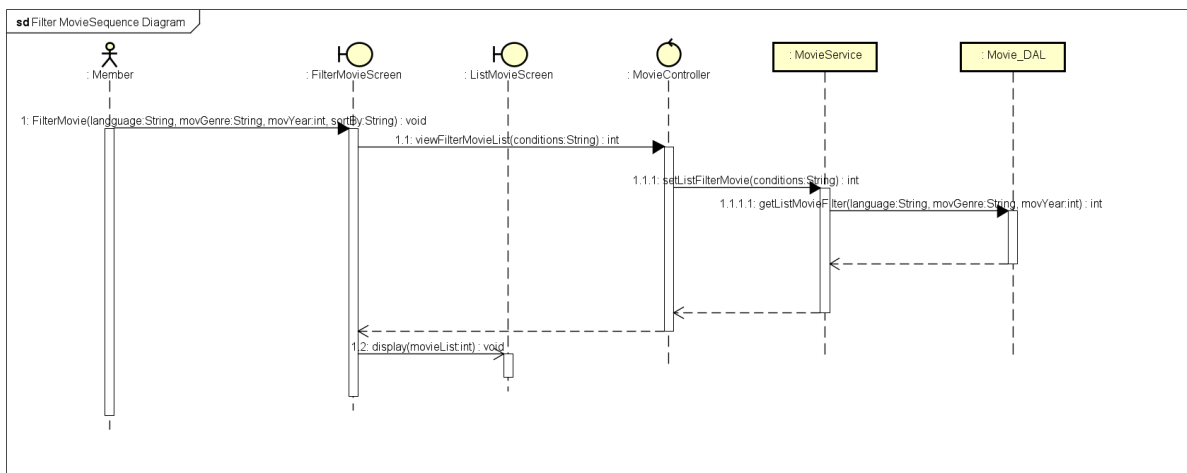 sd Filter MovieSequence Diagram
: Member
: FilterMovieScreen
: ListMovieScreen
: MovieController
: MovieService
: Movie_DAL
1: FilterMovie(langguage:String, movGenre:String, movYear:int, sortBy:String) : void
1.1: viewFilterMovieList(conditions:String) : int
1.1.1: setListFilterMovie(conditions:String) : int
1.1.1.1: getListMovieFilter(language:String, movGenre:String, movYear:int) : int
1.2: display(movieList:int) : void